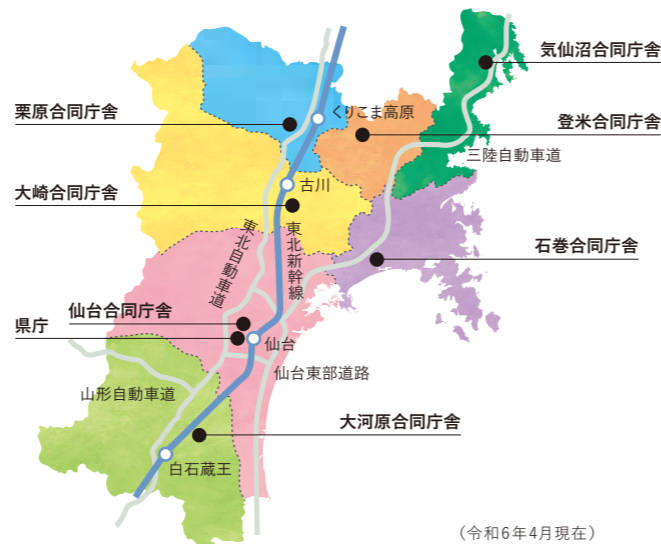 気仙沼合同庁舎
栗原合同庁舎
くりこま高原
登米合同庁舎
三陸自動車道
大崎合同庁舎
古川
東北自動車道
東北新幹線
石巻合同庁舎
仙台合同庁舎
県庁
仙台
仙台東部道路
山形自動車道
大河原合同庁舎
白石蔵王
(令和6年4月現在)